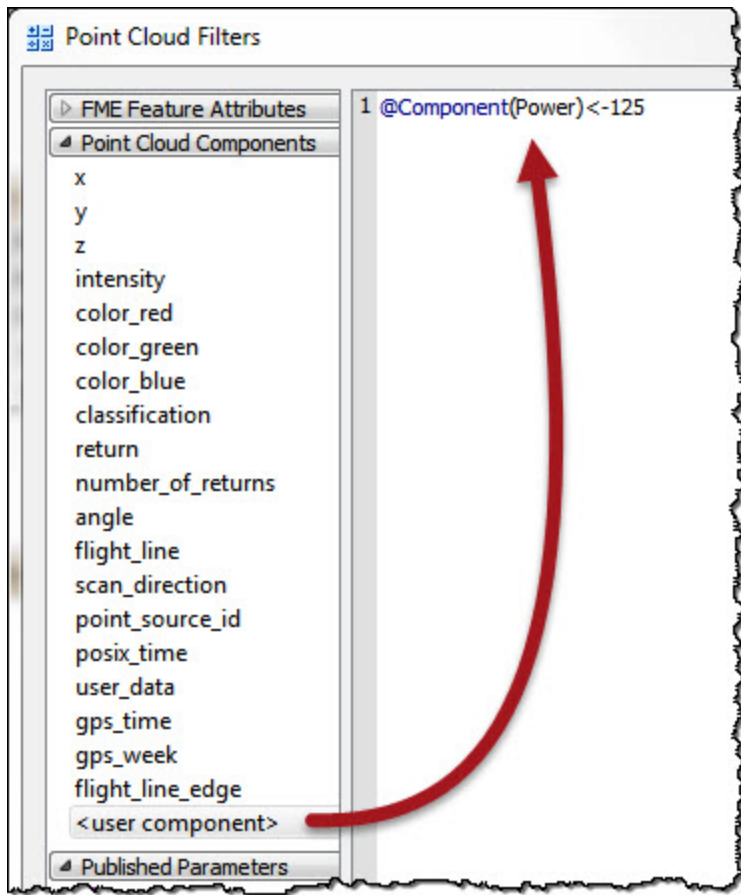 Point Cloud Filters
FME Feature Attributes
Point Cloud Components
x
y
z
intensity
color_red
color_green
color_blue
classification
return
number_of_returns
angle
flight_line
scan_direction
point_source_id
posix_time
user_data
gps_time
gps_week
flight_line_edge
<user component>
Published Parameters
1 @Component(Power)<-125